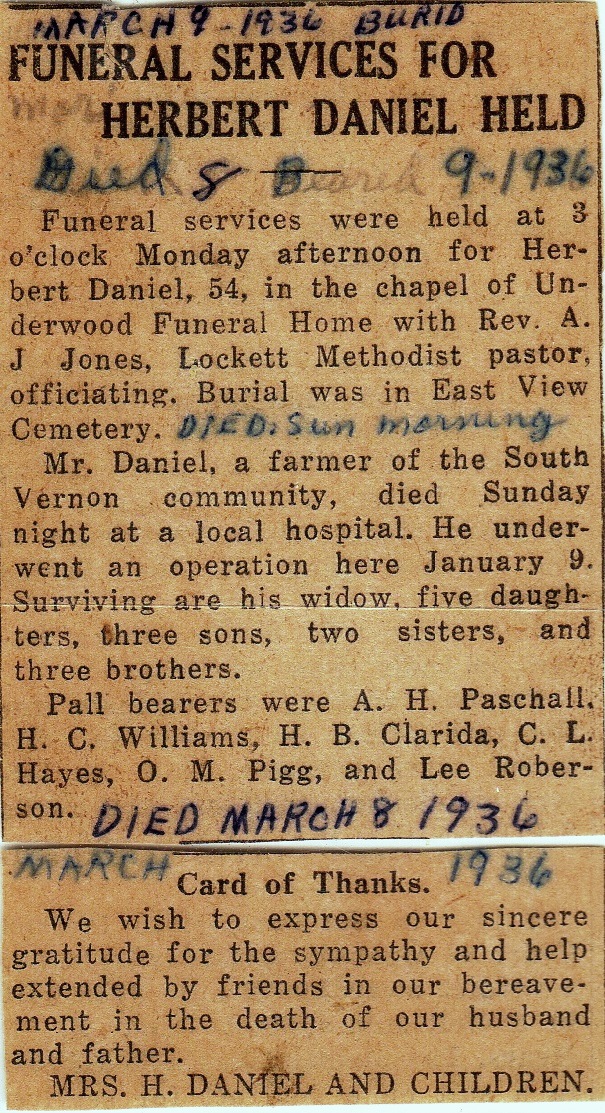 MARCH 9-1936 BURID
FUNERAL SERVICES FOR
HERBERT DANIEL HELD
Died 8 Beared 9-1936
Funeral services were held at 3
o'clock Monday afternoon for Her-
bert Daniel, 54, in the chapel of Un-
derwood Funeral Home with Rev. A.
J Jones, Lockett Methodist pastor,
officiating. Burial was in East View
Cemetery. DIED: Sun morning
Mr. Daniel, a farmer of the South
Vernon community, died Sunday
night at a local hospital. He under-
went an operation here January 9.
Surviving are his widow, five daugh-
ters, three sons, two sisters, and
three brothers.
Pall bearers were A. H. Paschall,
H. C. Williams, H. B. Clarida, C. L.
Hayes, O. M. Pigg, and Lee Rober-
son. DIED MARCH 8 1936
MARCH Card of Thanks. 1936
We wish to express our sincere
gratitude for the sympathy and help
extended by friends in our bereave-
ment in the death of our husband
and father.
MRS. H. DANIEL AND CHILDREN.